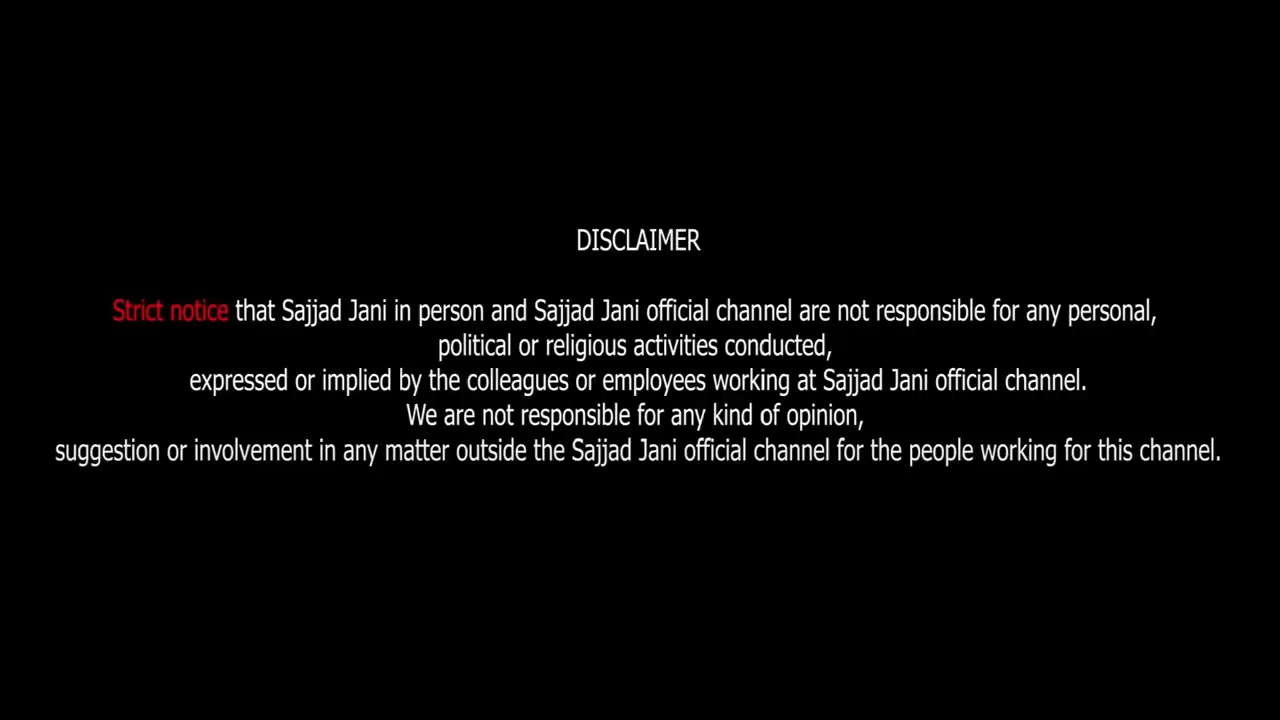 DISCLAIMER
Strict notice that Sajjad Jani in person and Sajjad Jani official channel are not responsible for any personal,
political or religious activities conducted,
expressed or implied by the colleagues or employees working at Sajjad Jani official channel.
We are not responsible for any kind of opinion,
suggestion or involvement in any matter outside the Sajjad Jani official channel for the people working for this channel.